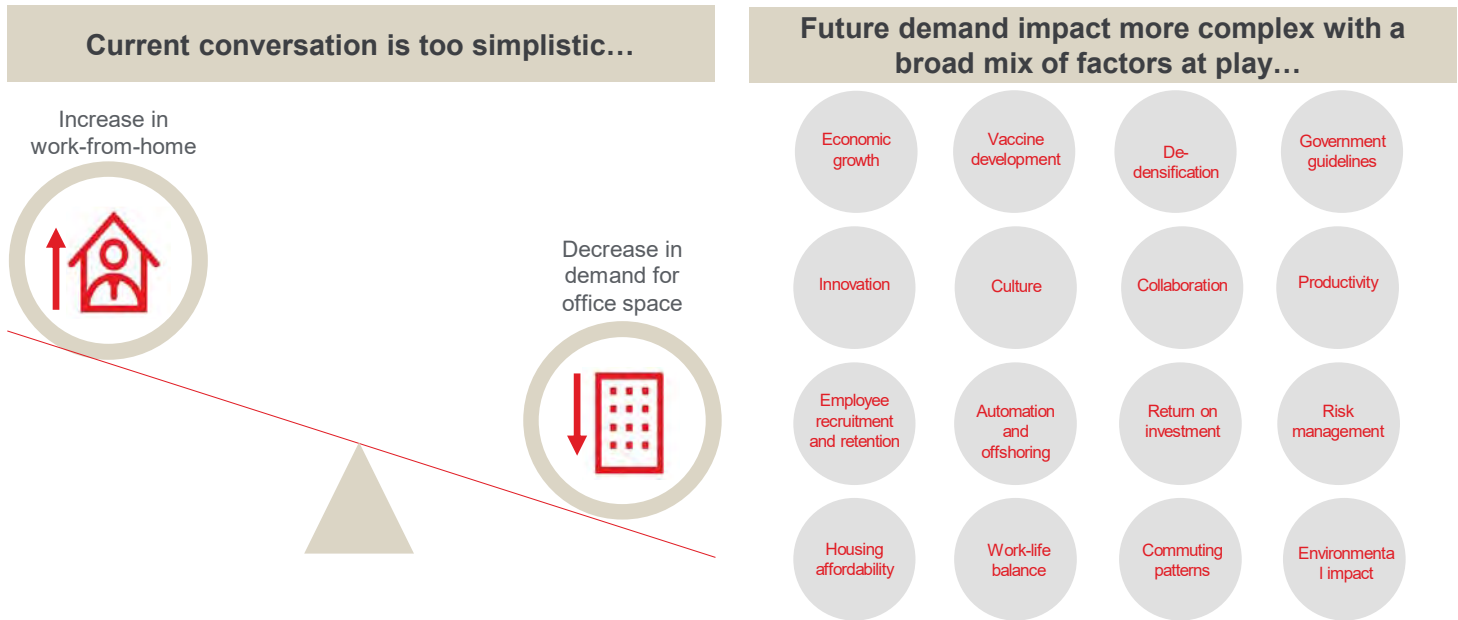 Current conversation is too simplistic…
Increase in
work-from-home
Decrease in
demand for
office space
Future demand impact more complex with a
broad mix of factors at play…
Economic
growth
Vaccine
development
De-
densification
Government
guidelines
Innovation
Culture
Collaboration
Productivity
Employee
recruitment
and retention
Automation
and
offshoring
Return on
investment
Risk
management
Housing
affordability
Work-life
balance
Commuting
patterns
Environmenta
l impact